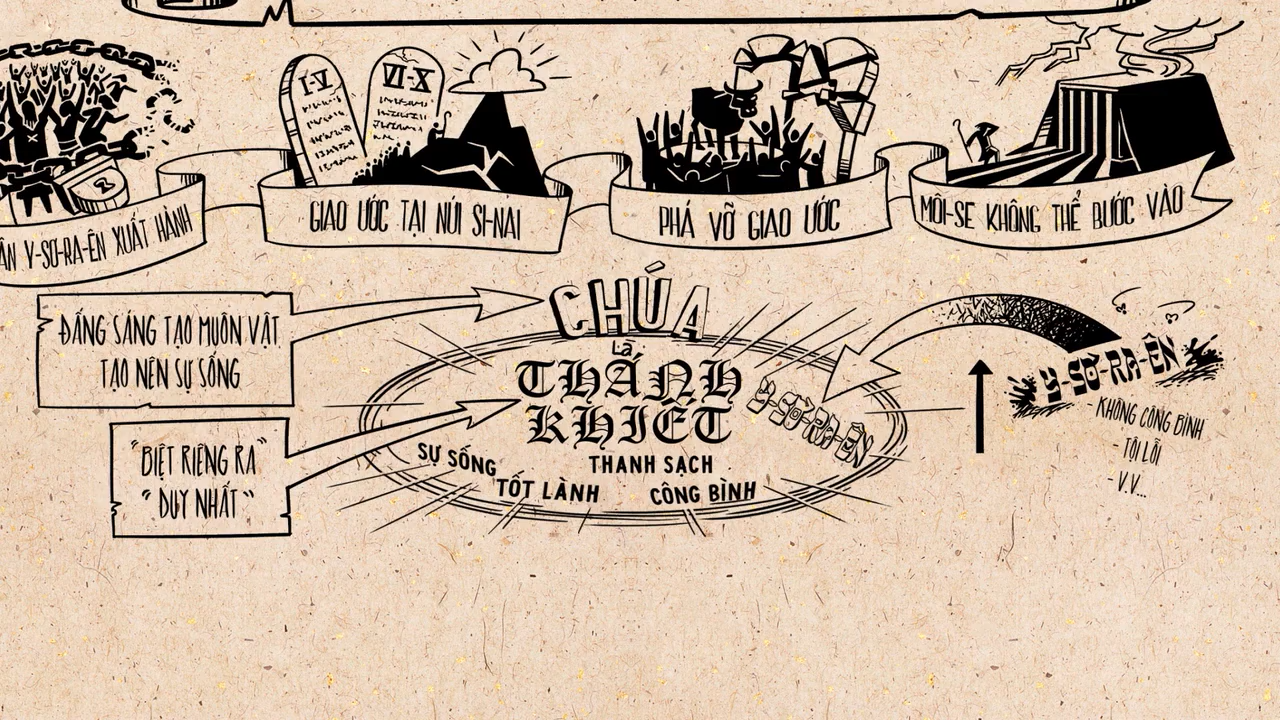 I-V
VI-X
ÂN Y-SƠ-RA-ÊN XUẤT HÀNH
GIAO ƯỚC TẠI NÚI SI-NAI
PHÁ VỠ GIAO ƯỚC
MÔI-SE KHÔNG THỂ BƯỚC VÀO
ĐẤNG SÁNG TẠO MUÔN VẬT
TẠO NÊN SỰ SỐNG
"BIỆT RIÊNG RA"
"DUY NHẤT"
CHÚA
Là
THÁNH
KHIẾT
Y-SƠ-RA-ÊN
SỰ SỐNG
THANH SẠCH
TỐT LÀNH
CÔNG BÌNH
Y-SƠ-RA-ÊN
- KHÔNG CÔNG BÌNH
- TỘI LỖI
- V.V...